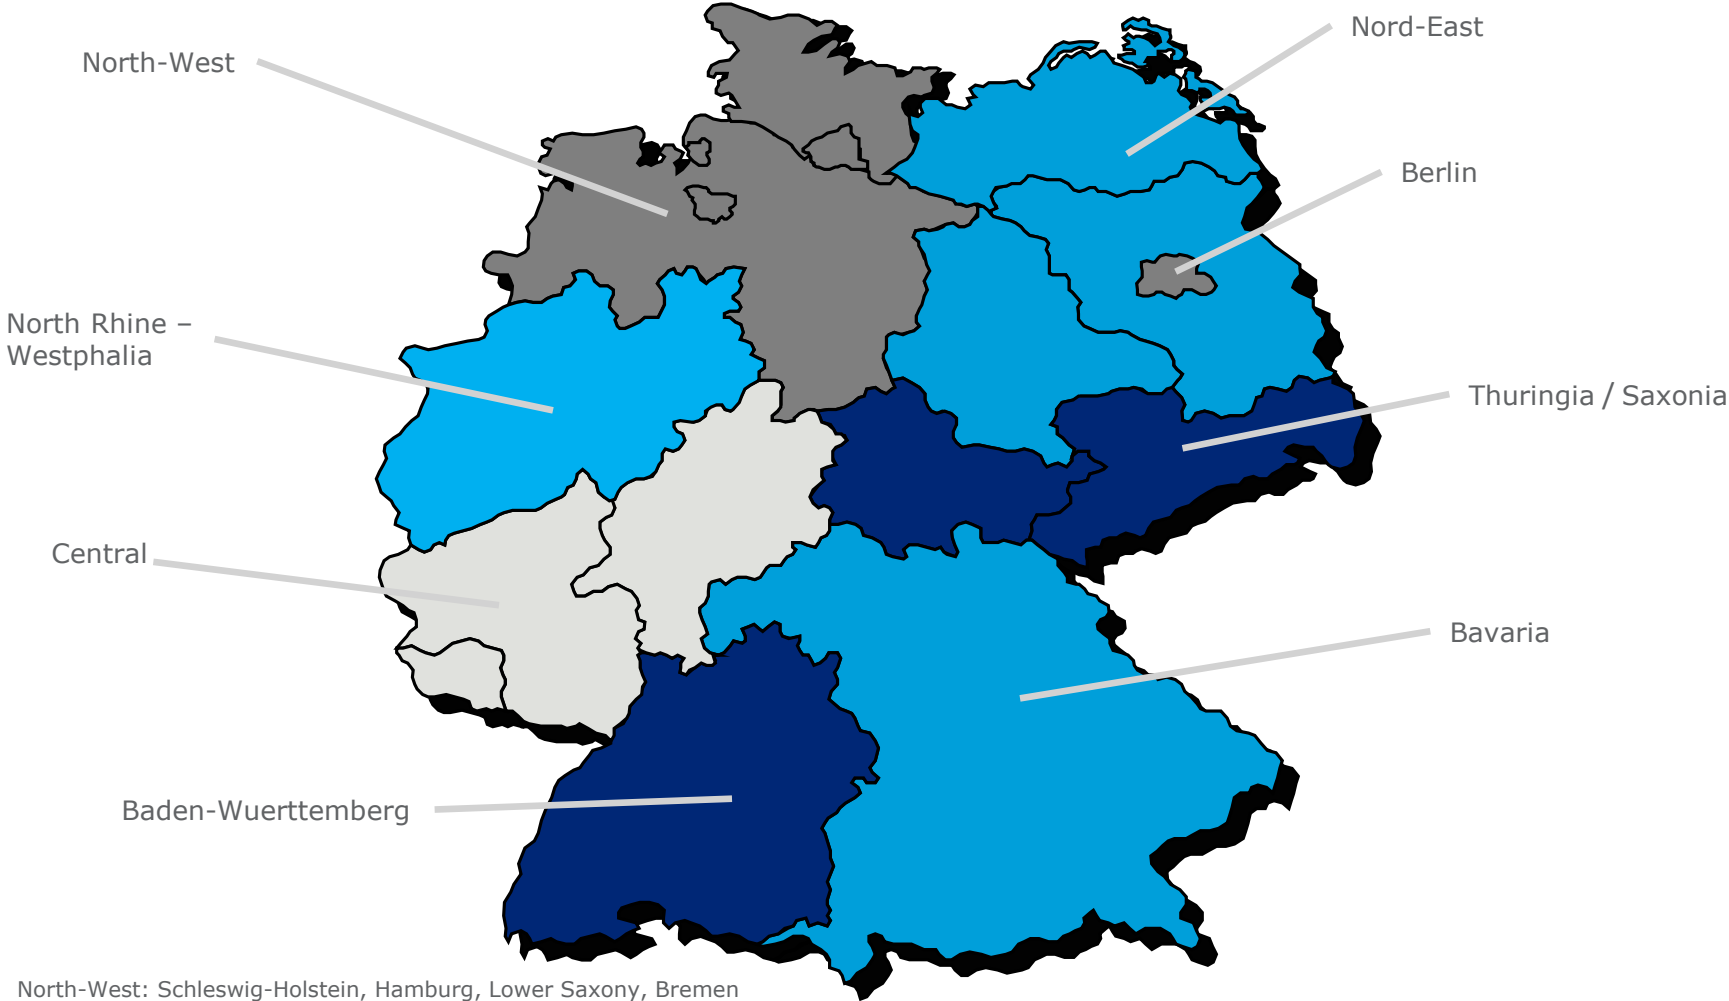 Nord-East
North-West
Berlin
North Rhine –
Westphalia
Thuringia / Saxonia
Central
Bavaria
Baden-Wuerttemberg
North-West: Schleswig-Holstein, Hamburg, Lower Saxony, Bremen